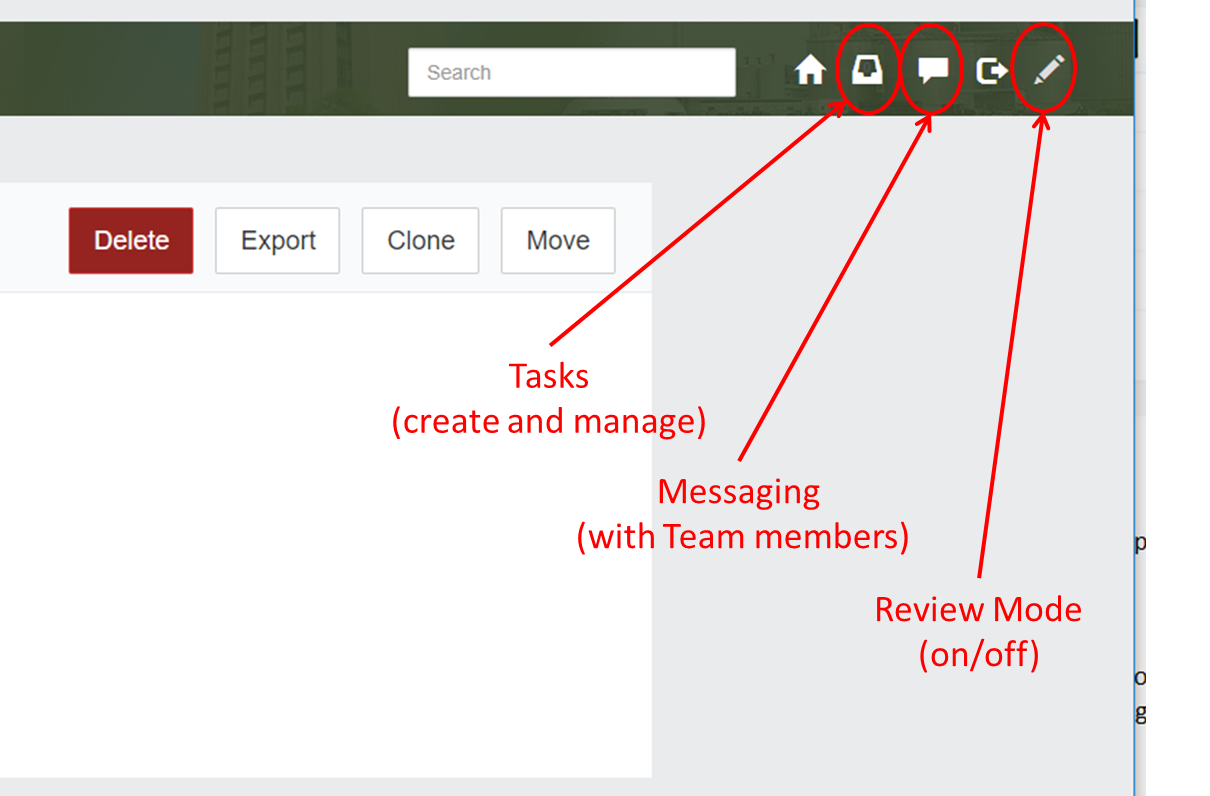 Search
Delete Export Clone Move
Tasks
(create and manage)
Messaging
(with Team members)
Review Mode
(on/off)
p
o
g